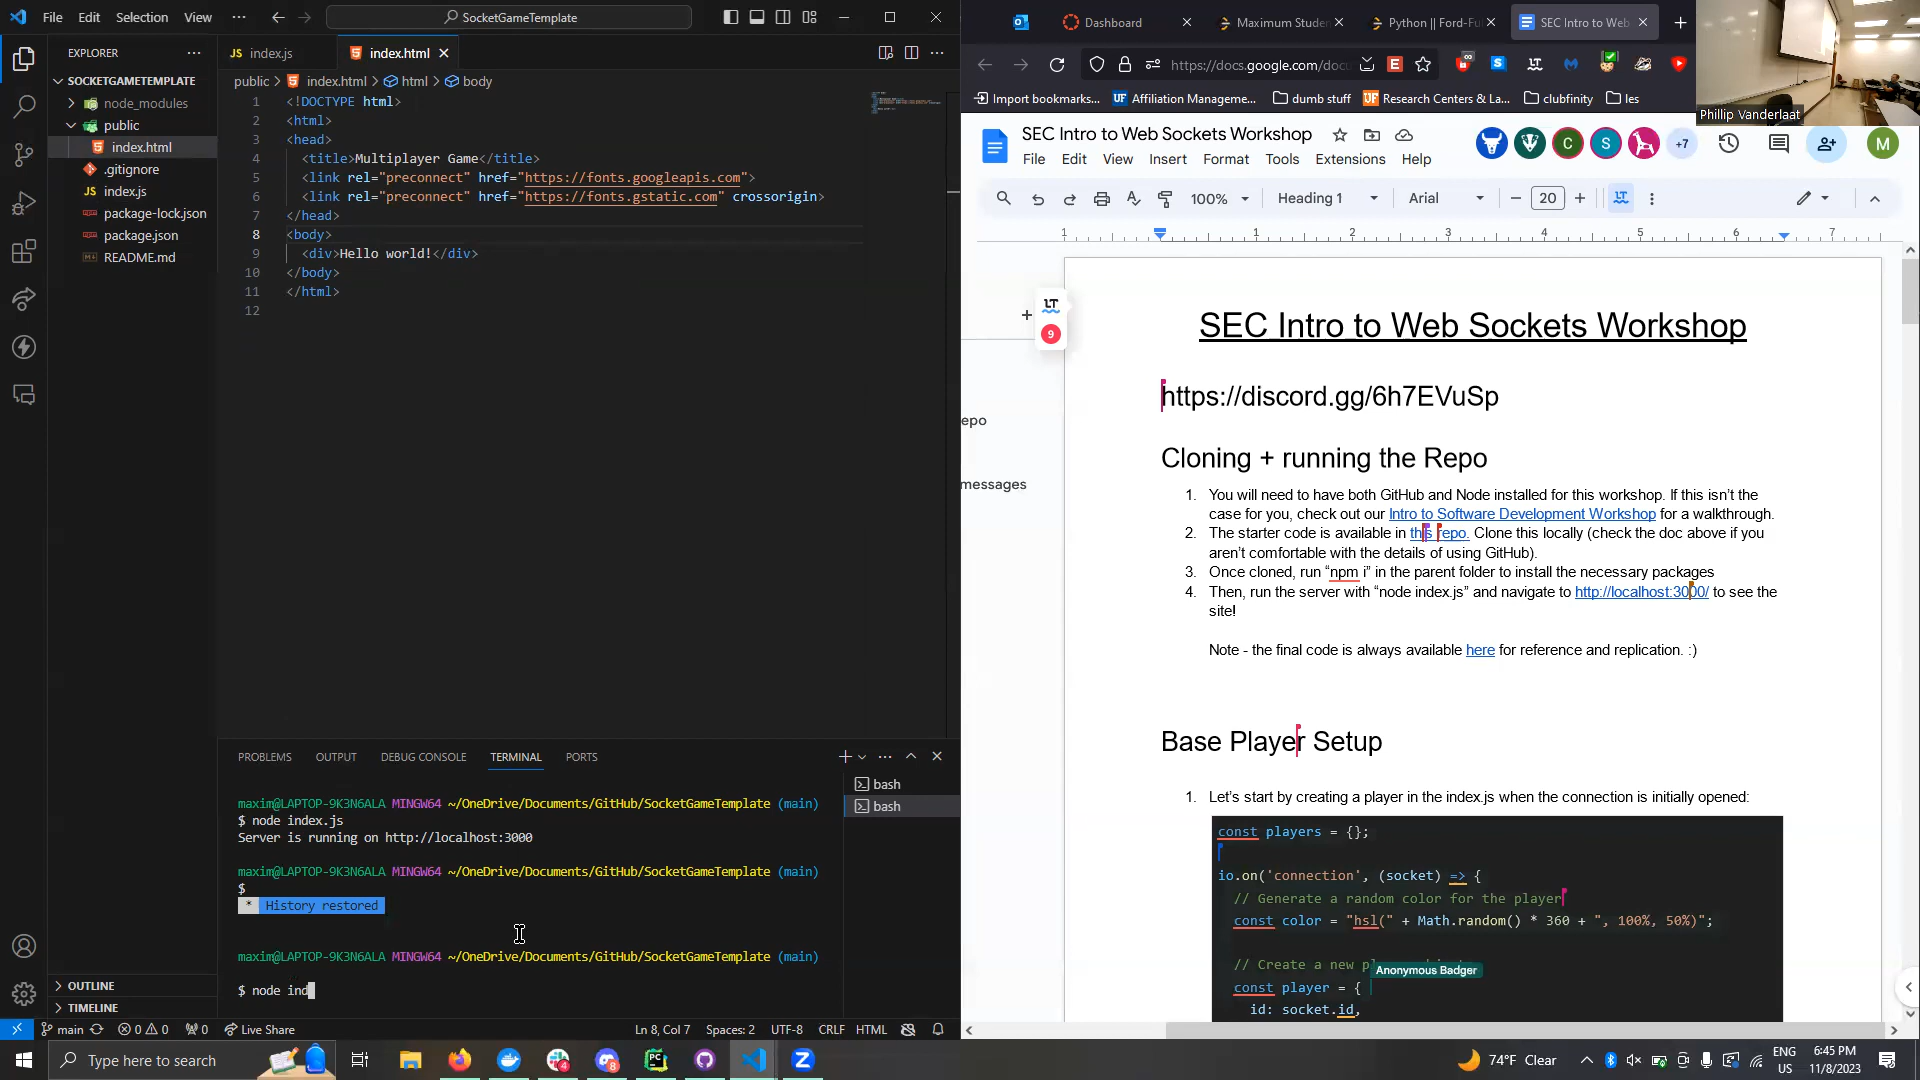 File Edit Selection View ··· SocketGameTemplate
EXPLORER
SOCKETGAMETEMPLATE
node_modules
public
index.html
.gitignore
index.js
package-lock.json
package.json
README.md
OUTLINE
TIMELINE
index.js index.html
public > index.html > html > body
1 <!DOCTYPE html>
2 <html>
3 <head>
4 <title>Multiplayer Game</title>
5 <link rel="preconnect" href="https://fonts.googleapis.com">
6 <link rel="preconnect" href="https://fonts.gstatic.com" crossorigin>
7 </head>
8 <body>
9 <div>Hello world!</div>
10 </body>
11 </html>
12
PROBLEMS OUTPUT DEBUG CONSOLE TERMINAL PORTS
bash
bash
maxim@LAPTOP-9K3N6ALA MINGW64 ~/OneDrive/Documents/GitHub/SocketGameTemplate (main)
$ node index.js
Server is running on http://localhost:3000
maxim@LAPTOP-9K3N6ALA MINGW64 ~/OneDrive/Documents/GitHub/SocketGameTemplate (main)
$
* History restored
maxim@LAPTOP-9K3N6ALA MINGW64 ~/OneDrive/Documents/GitHub/SocketGameTemplate (main)
$ node ind
main 0 0 0 Live Share Ln 8, Col 7 Spaces: 2 UTF-8 CRLF HTML
Dashboard Maximum Stude Python || Ford-Fu SEC Intro to Web
https://docs.google.com/doc
Import bookmarks... Affiliation Manageme... dumb stuff Research Centers & La... clubfinity les
Phillip Vanderlaat
SEC Intro to Web Sockets Workshop
File Edit View Insert Format Tools Extensions Help
C S +7 M
100% Heading 1 Arial 20
1 1 2 3 4 5 6 7
LT
9
epo
messages
SEC Intro to Web Sockets Workshop
https://discord.gg/6h7EVuSp
Cloning + running the Repo
1. You will need to have both GitHub and Node installed for this workshop. If this isn't the
case for you, check out our Intro to Software Development Workshop for a walkthrough.
2. The starter code is available in this repo. Clone this locally (check the doc above if you
aren't comfortable with the details of using GitHub).
3. Once cloned, run “npm i” in the parent folder to install the necessary packages
4. Then, run the server with “node index.js” and navigate to http://localhost:3000/ to see the
site!
Note - the final code is always available here for reference and replication. :)
Base Player Setup
1. Let's start by creating a player in the index.js when the connection is initially opened:
const players = {};
io.on('connection', (socket) => {
// Generate a random color for the player
const color = "hsl(" + Math.random() * 360 + ", 100%, 50%)";
// Create a new p
Anonymous Badger
const player = {
id: socket.id,
Type here to search
74°F Clear
ENG
US
6:45 PM
11/8/2023